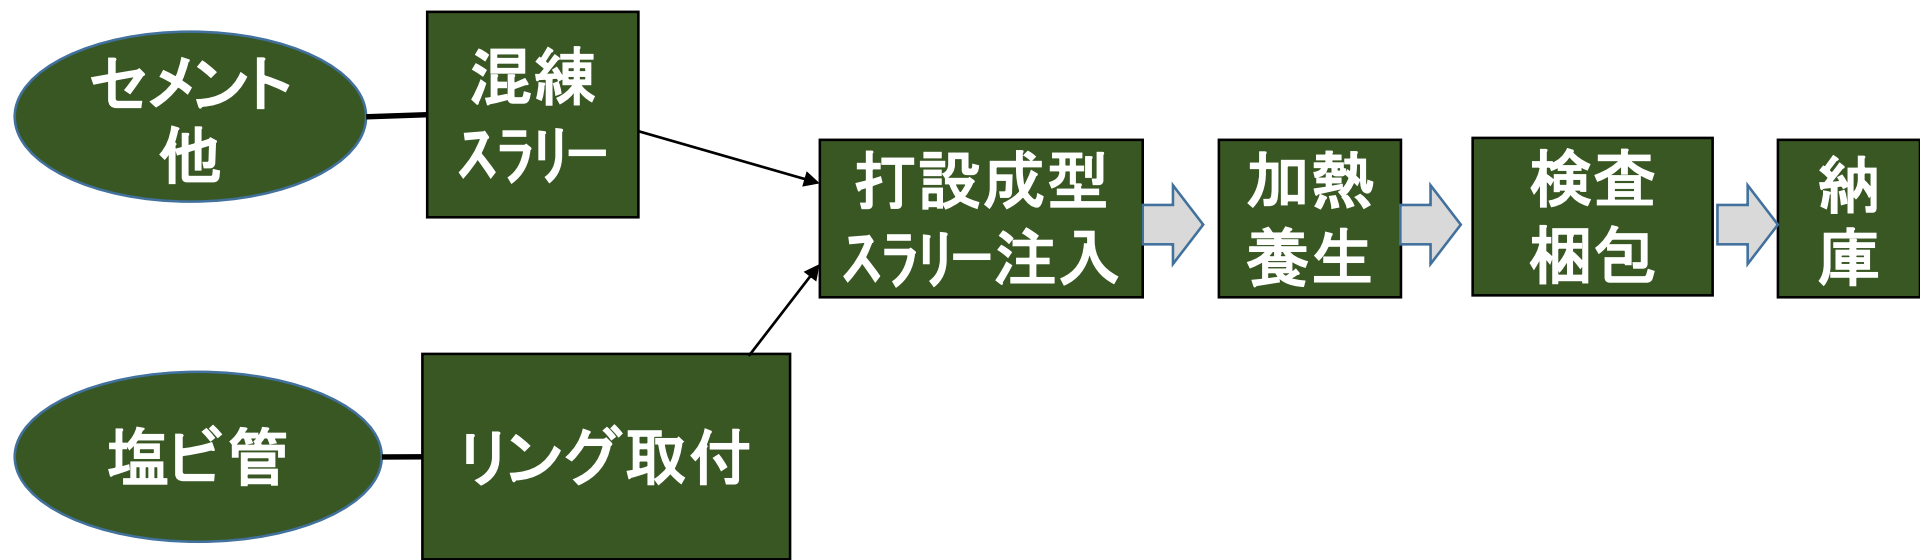 セメント
他
混練
スラリー
打設成型
スラリー注入
加熱
養生
検査
梱包
納
庫
塩ビ管
リング取付